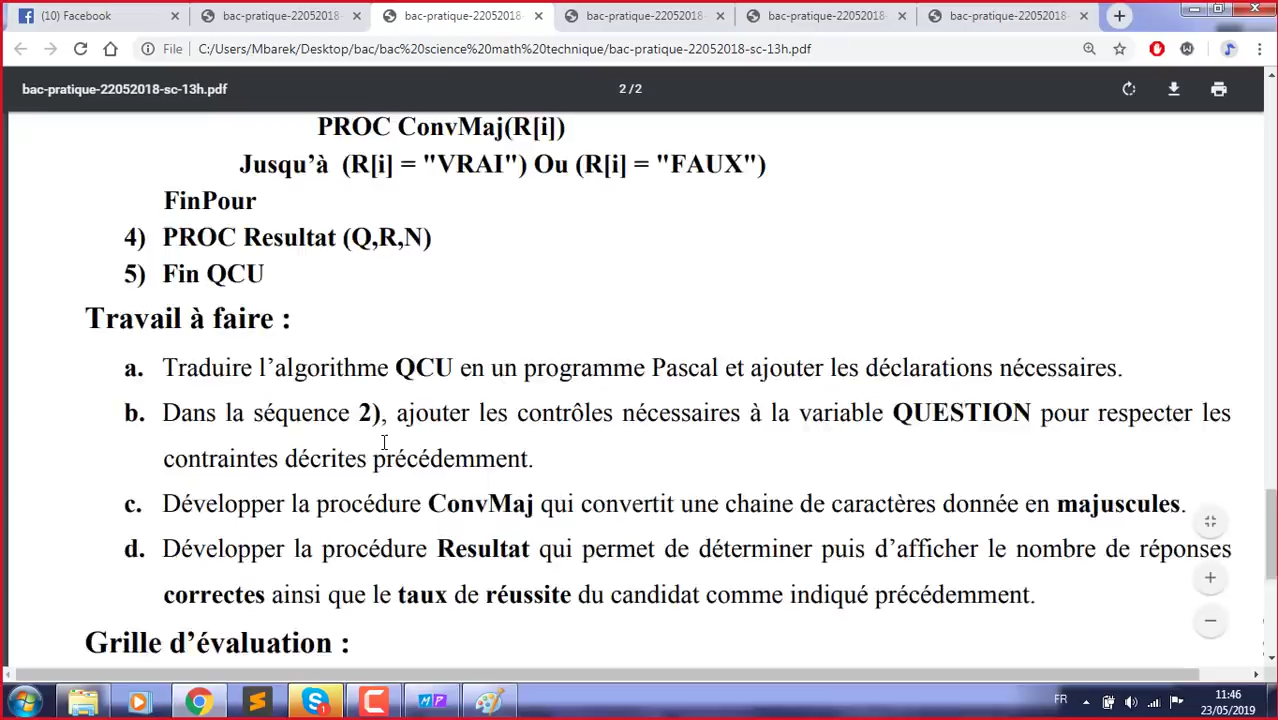 (10) Facebook
bac-pratique-22052018-
bac-pratique-22052018-
bac-pratique-22052018-
bac-pratique-22052018-
bac-pratique-22052018-
File
C:/Users/Mbarek/Desktop/bac/bac%20science%20math%20technique/bac-pratique-22052018-sc-13h.pdf
bac-pratique-22052018-sc-13h.pdf
2 / 2
PROC ConvMaj(R[i])
Jusqu’à (R[i] = "VRAI") Ou (R[i] = "FAUX")
FinPour
4) PROC Resultat (Q,R,N)
5) Fin QCU
Travail à faire :
a. Traduire l’algorithme QCU en un programme Pascal et ajouter les déclarations nécessaires.
b. Dans la séquence 2), ajouter les contrôles nécessaires à la variable QUESTION pour respecter les
contraintes décrites précédemment.
c. Développer la procédure ConvMaj qui convertit une chaine de caractères donnée en majuscules.
d. Développer la procédure Resultat qui permet de déterminer puis d’afficher le nombre de réponses
correctes ainsi que le taux de réussite du candidat comme indiqué précédemment.
Grille d’évaluation :
FR
11:46
23/05/2019